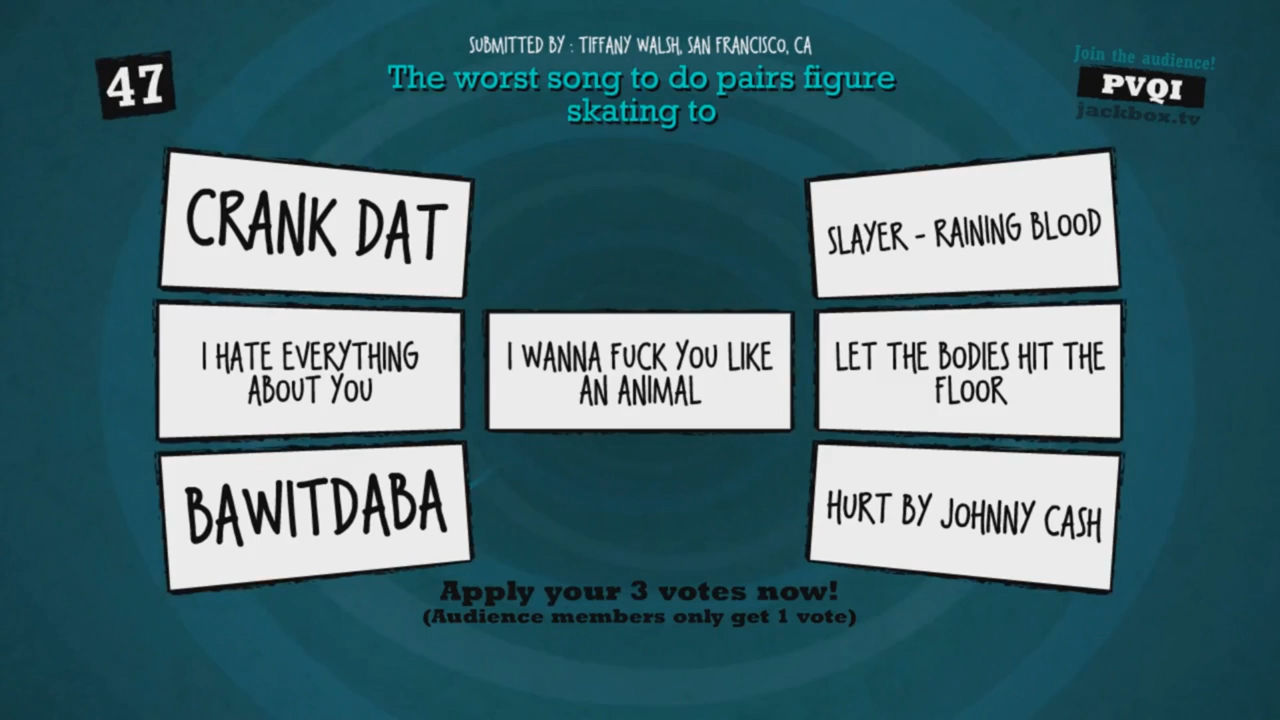 SUBMITTED BY : TIFFANY WALSH, SAN FRANCISCO, CA
47
The worst song to do pairs figure
skating to
Join the audience!
PVQI
jackbox.tv
CRANK DAT
SLAYER - RAINING BLOOD
I HATE EVERYTHING
ABOUT YOU
I WANNA FUCK YOU LIKE
AN ANIMAL
LET THE BODIES HIT THE
FLOOR
BAWITDABA
HURT BY JOHNNY CASH
Apply your 3 votes now!
(Audience members only get 1 vote)